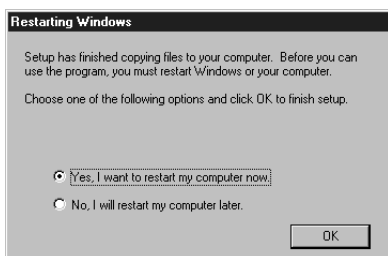 Restarting Windows
Setup has finished copying files to your computer. Before you can
use the program, you must restart Windows or your computer.
Choose one of the following options and click OK to finish setup.
Yes, I want to restart my computer now.
No, I will restart my computer later.
OK